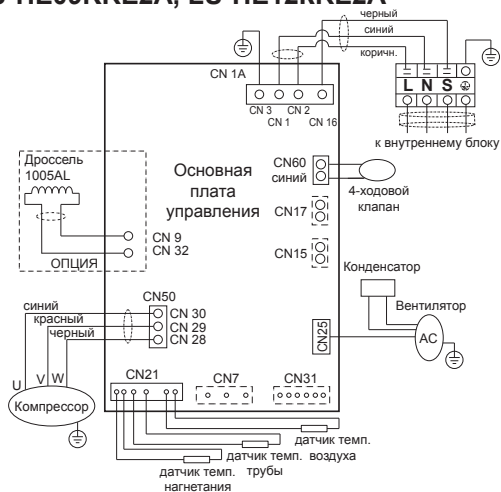 черный
синий
коричн.
CN 1A
CN 3
CN 2
CN 1
CN 16
L N S
к внутреннему блоку
Дроссель
1005AL
ОПЦИЯ
CN 9
CN 32
Основная
плата
управления
CN60
синий
4-ходовой
клапан
CN17
CN15
Конденсатор
Вентилятор
AC
CN25
CN50
синий
красный
черный
CN 30
CN 29
CN 28
U V W
Компрессор
CN21
CN7
CN31
датчик темп.
воздуха
датчик темп.
трубы
датчик темп.
нагнетания